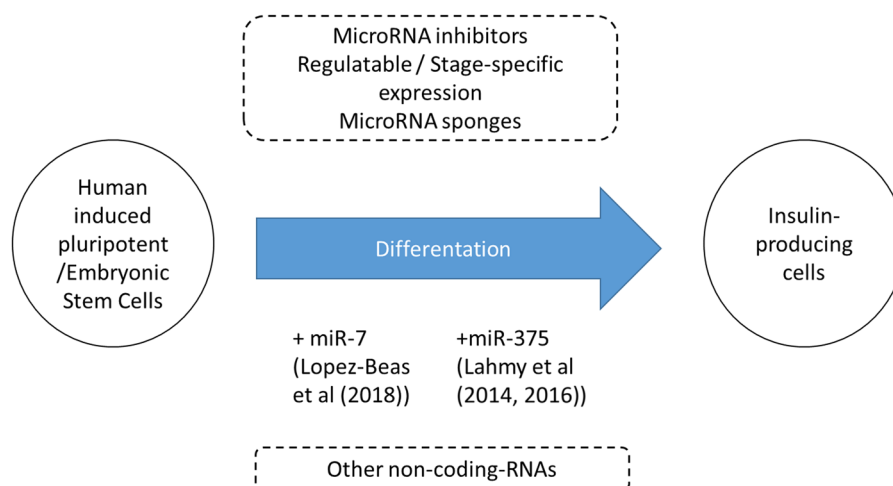 MicroRNA inhibitors
Regulatable / Stage-specific
expression
MicroRNA sponges
Human
induced
pluripotent
/Embryonic
Stem Cells
Differentation
Insulin-
producing
cells
+ miR-7
(Lopez-Beas
et al (2018))
+miR-375
(Lahmy et al
(2014, 2016))
Other non-coding-RNAs